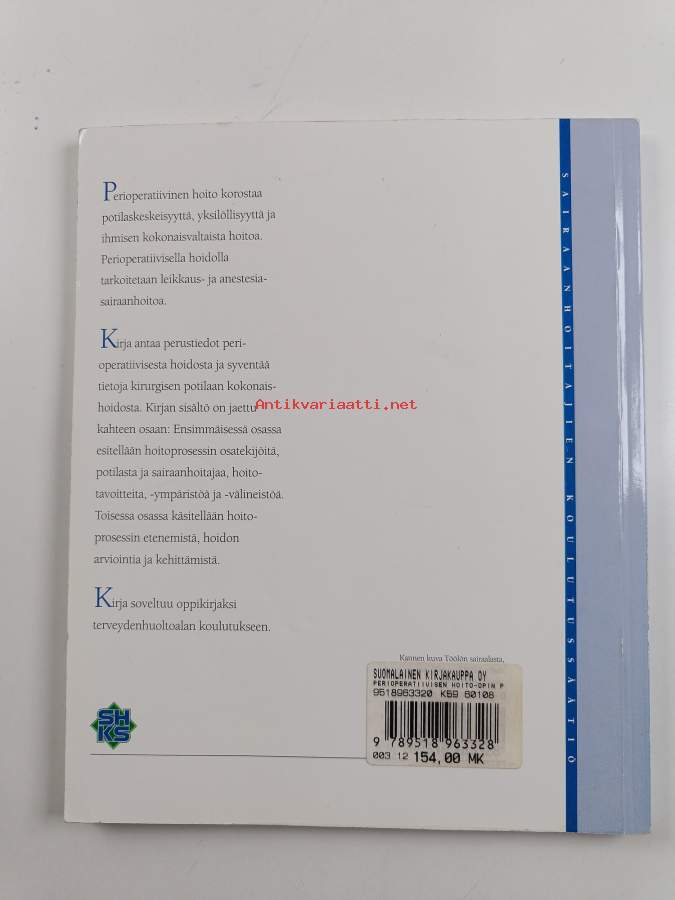 Perioperatiivinen hoito korostaa
potilaskeskeisyyttä, yksilöllisyyttä ja
ihmisen kokonaisvaltaista hoitoa.
Perioperatiivisella hoidolla
tarkoitetaan leikkaus- ja anestesia-
sairaanhoitoa.
Kirja antaa perustiedot peri-
operatiivisesta hoidosta ja syventää
tietoja kirurgisen potilaan kokonais-
hoidosta. Kirjan sisältö on jaettu
kahteen osaan: Ensimmäisessä osassa
esitellään hoitoprosessin osatekijöitä,
potilasta ja sairaanhoitajaa, hoito-
tavoitteita, -ympäristöä ja -välineistöä.
Toisessa osassa käsitellään hoito-
prosessin etenemistä, hoidon
arviointia ja kehittämistä.
Kirja soveltuu oppikirjaksi
terveydenhuoltoalan koulutukseen.
Antikvariaatti.net
SAIRAANHOITAJIEN KOULUTUSSÄÄTIÖ
SH
KS
Kannen kuva Töölön sairaalasta,
SUOMALAINEN KIRJAKAUPPA OY
PERIOPERATIIVISEN HOITO-OPIN P
9518963320 K59 60108
9 789518 963328
003 12 154,00 MK